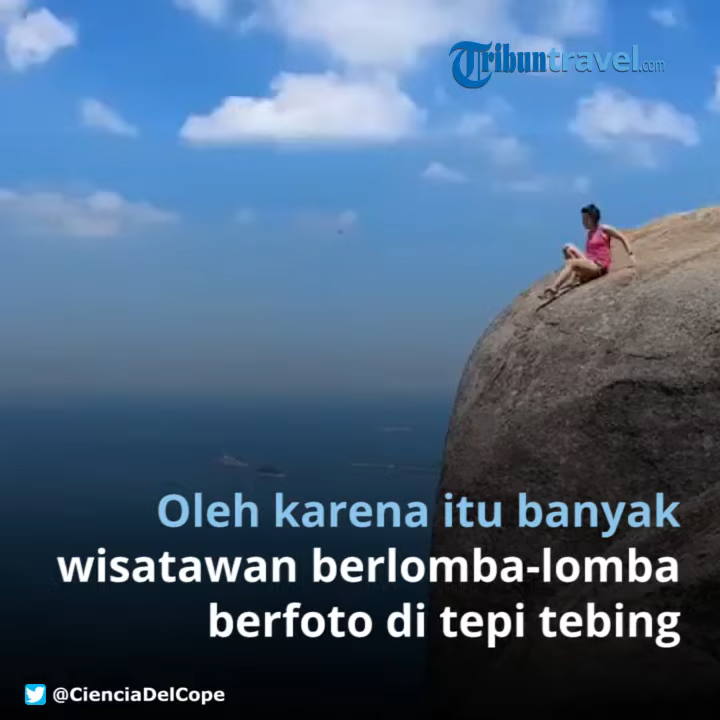 Tribuntravel.com
Oleh karena itu banyak
wisatawan berlomba-lomba
berfoto di tepi tebing
@CienciaDelCope